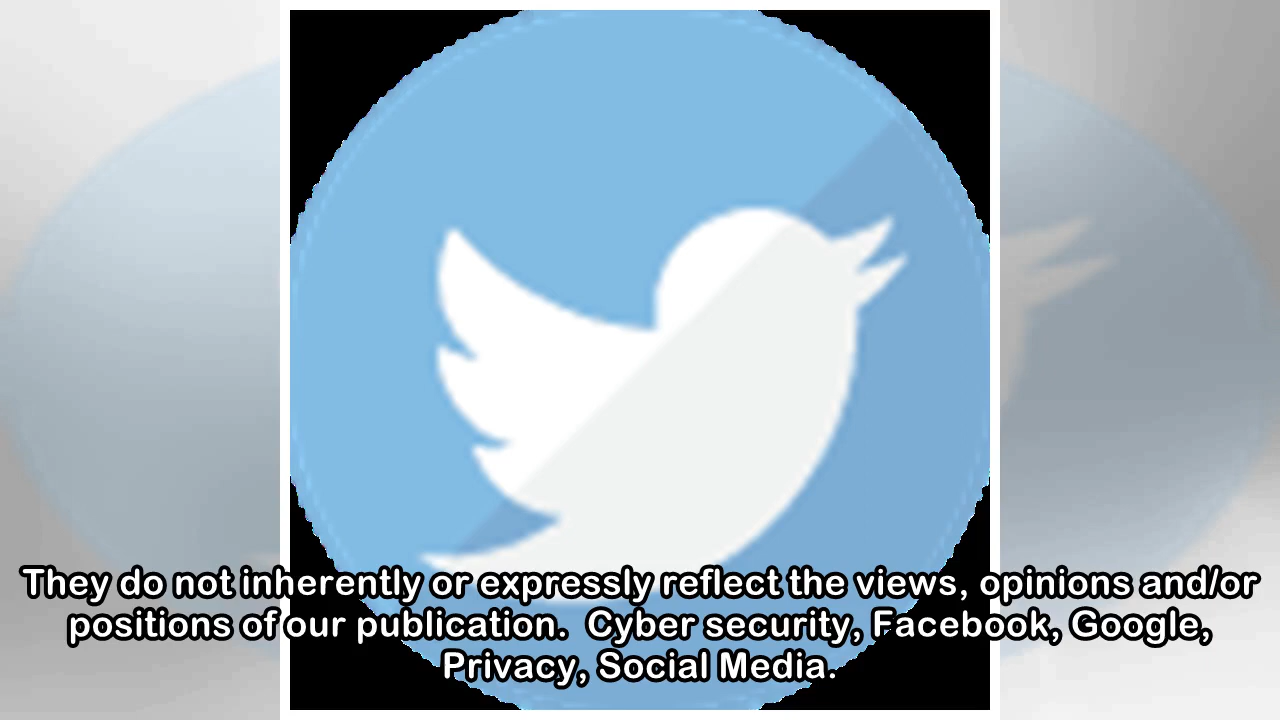 They do not inherently or expressly reflect the views, opinions and/or
positions of our publication.  Cyber security, Facebook, Google,
Privacy, Social Media.